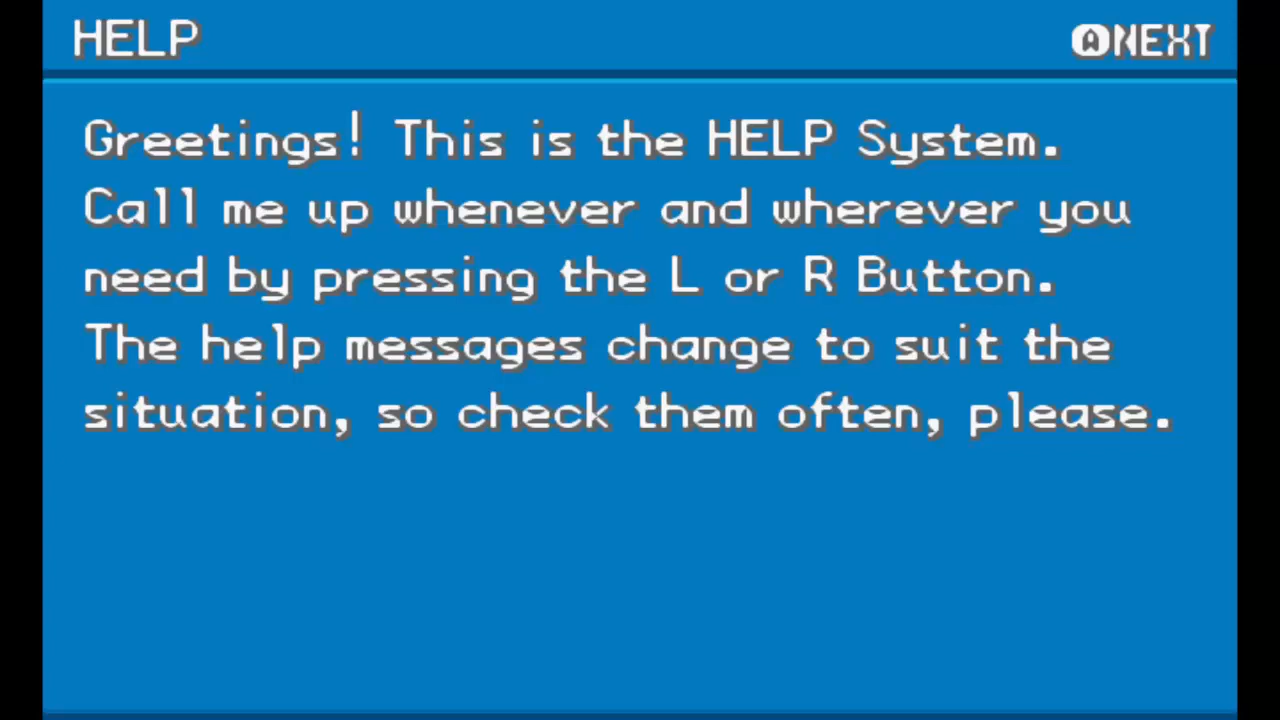 HELP
Ⓐ NEXT
Greetings! This is the HELP System.
Call me up whenever and wherever you
need by pressing the L or R Button.
The help messages change to suit the
situation, so check them often, please.